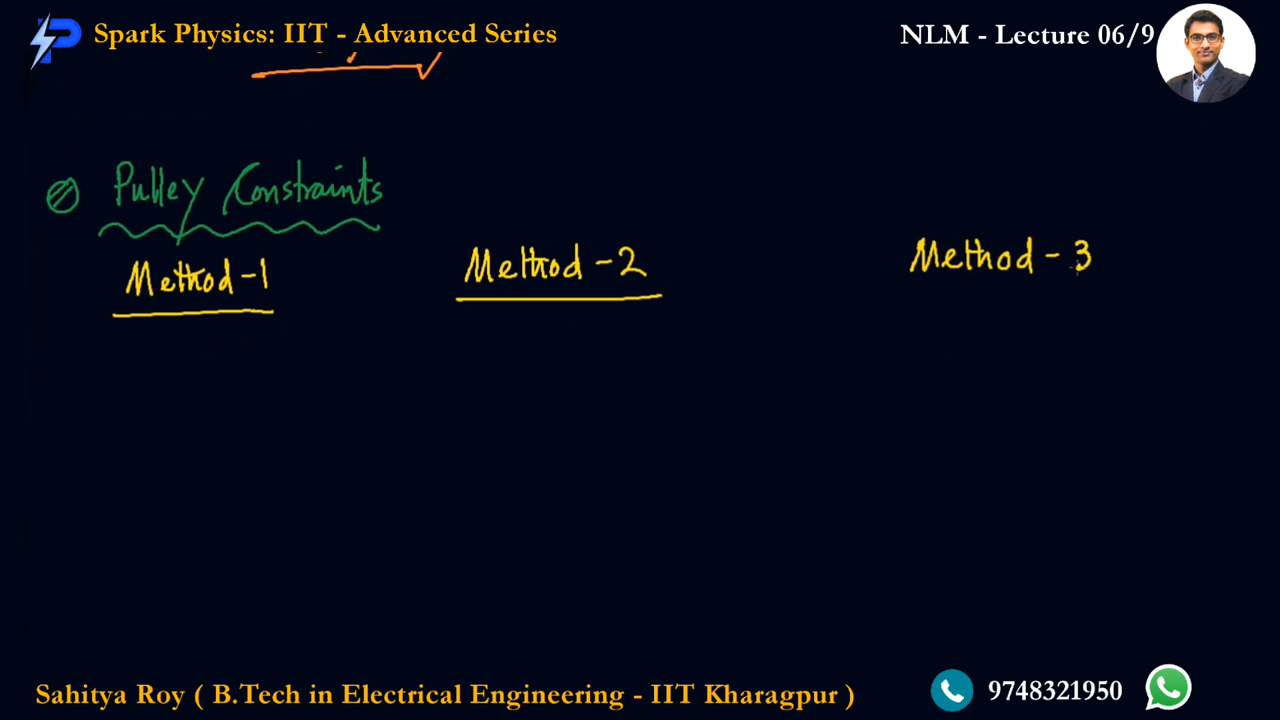 Spark Physics: IIT - Advanced Series
NLM - Lecture 06/9
Pulley Constraints
Method-1
Method-2
Method-3
Sahitya Roy ( B.Tech in Electrical Engineering - IIT Kharagpur )
9748321950